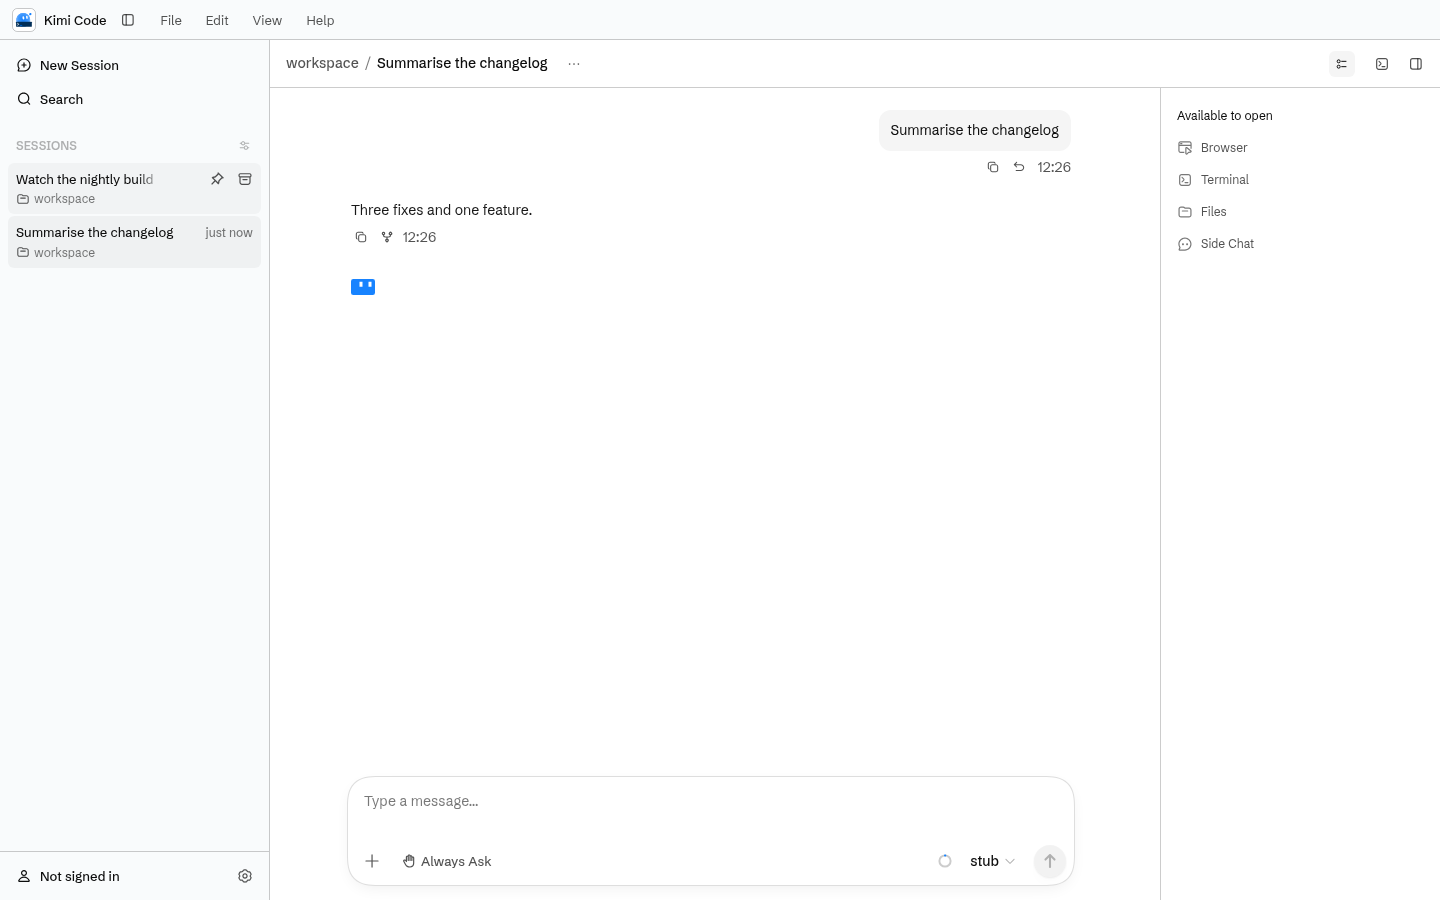 Kimi Code File Edit View Help
New Session
Search
SESSIONS
Watch the nightly build
workspace
Summarise the changelog just now
workspace
Not signed in
workspace / Summarise the changelog ...
Summarise the changelog
12:26
Three fixes and one feature.
12:26
Type a message...
Always Ask stub
Available to open
Browser
Terminal
Files
Side Chat